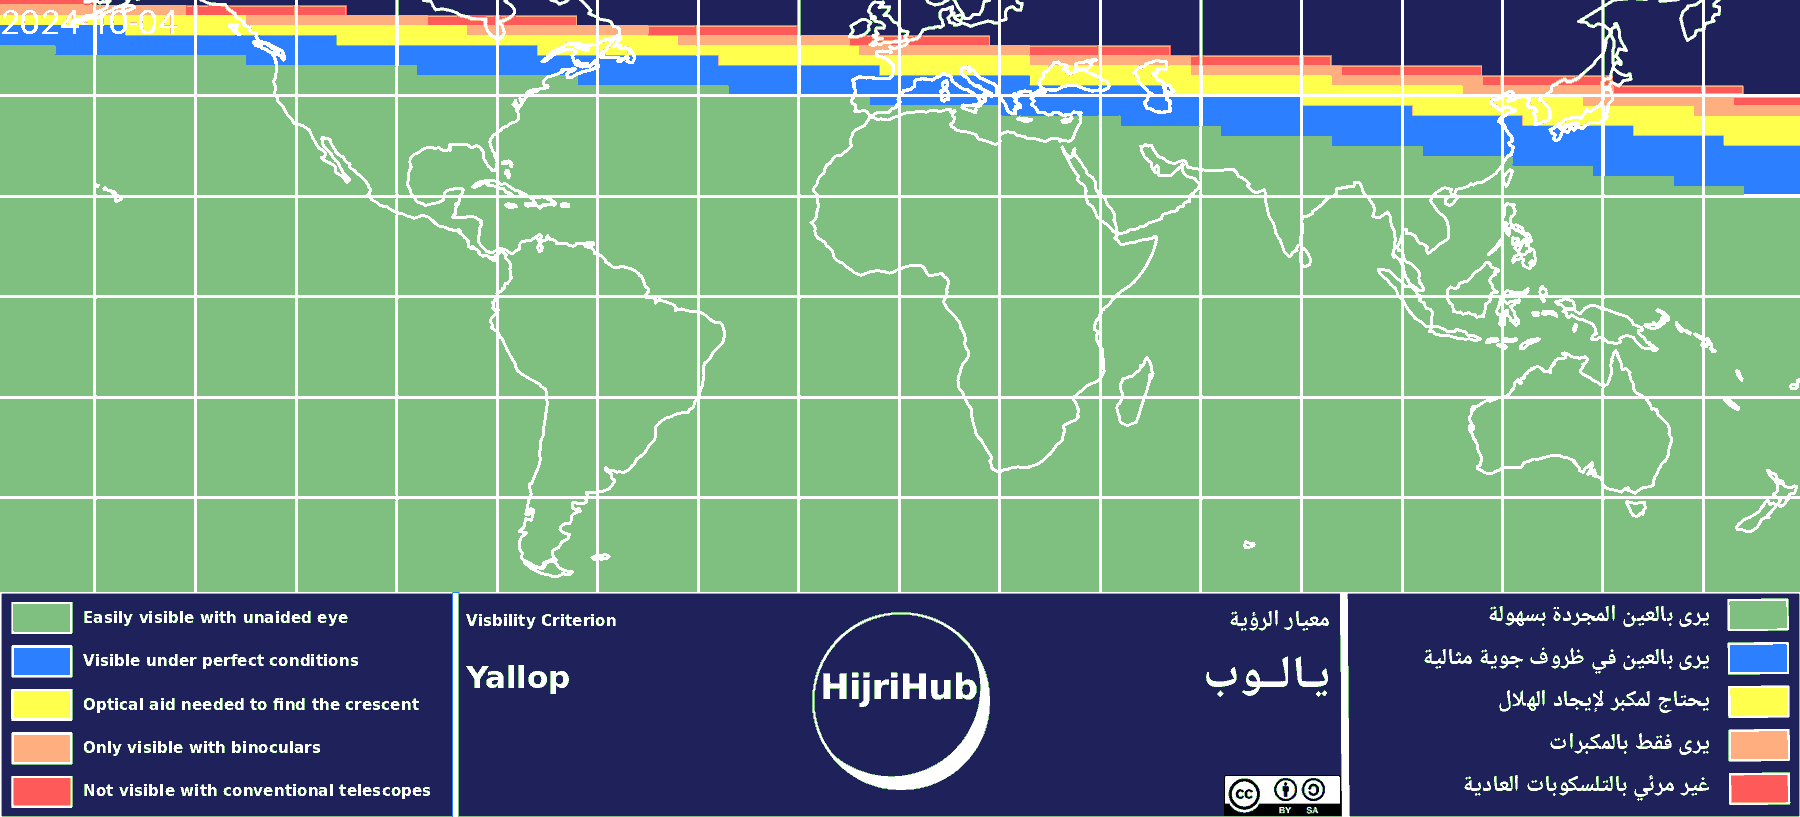 2024-10-04
Easily visible with unaided eye
Visible under perfect conditions
Optical aid needed to find the crescent
Only visible with binoculars
Not visible with conventional telescopes
Visbility Criterion
Yallop
HijriHub
معيار الرؤية
يـالـوب
cc BY SA
يرى بالعين المجردة بسهولة
يرى بالعين في ظروف جوية مثالية
يحتاج لمكبر لإيجاد الهلال
يرى فقط بالمكبرات
غير مرئي بالتلسكوبات العادية